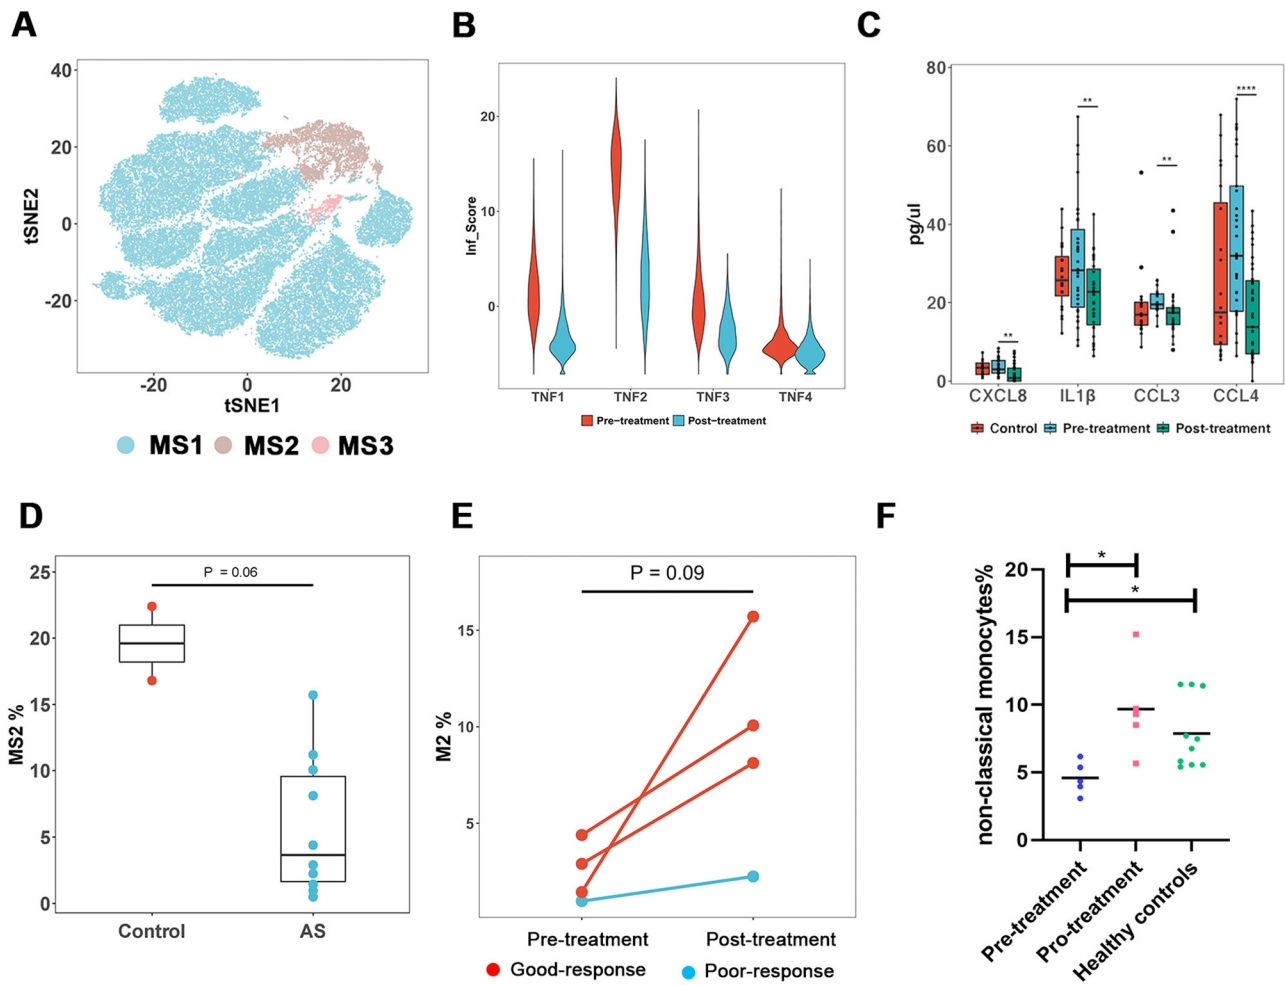 A
40
20
0
-20
tSNE2
-20
0
20
tSNE1
MS1 MS2 MS3
B
20
10
0
Inf_Score
TNF1 TNF2 TNF3 TNF4
Pre-treatment Post-treatment
C
80
60
40
20
0
pg/ul
**
**
**
****
CXCL8 IL1β CCL3 CCL4
Control Pre-treatment Post-treatment
D
25
20
15
10
5
0
MS2 %
P = 0.06
Control AS
E
15
10
5
M2 %
P = 0.09
Pre-treatment Post-treatment
Good-response Poor-response
F
20
15
10
5
0
non-classical monocytes%
*
*
Pre-treatment
Pro-treatment
Healthy controls